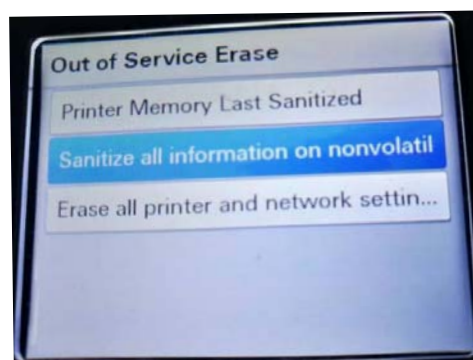 Out of Service Erase
Printer Memory Last Sanitized
Sanitize all information on nonvolatil
Erase all printer and network settin...